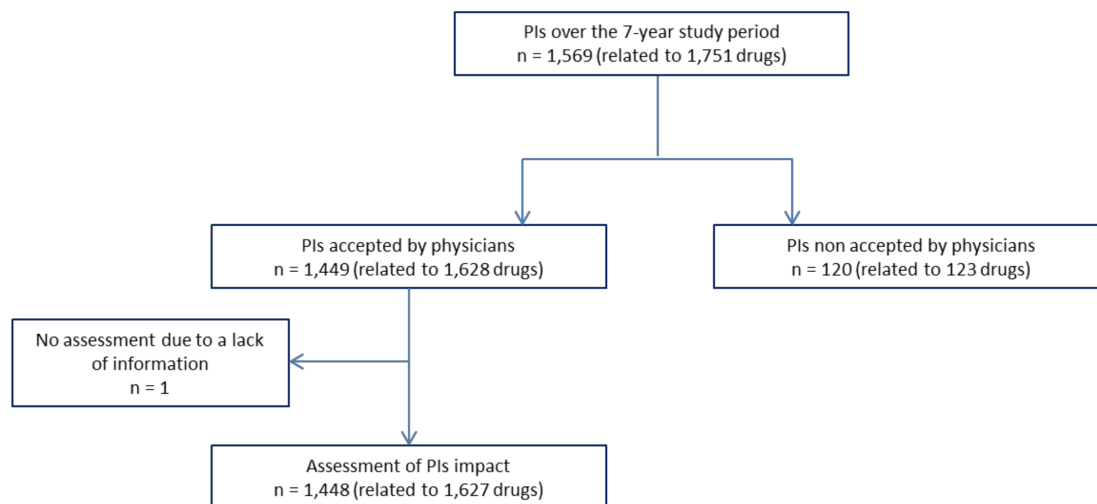 PIs over the 7-year study period
n = 1,569 (related to 1,751 drugs)
PIs accepted by physicians
n = 1,449 (related to 1,628 drugs)
PIs non accepted by physicians
n = 120 (related to 123 drugs)
No assessment due to a lack
of information
n = 1
Assessment of PIs impact
n = 1,448 (related to 1,627 drugs)